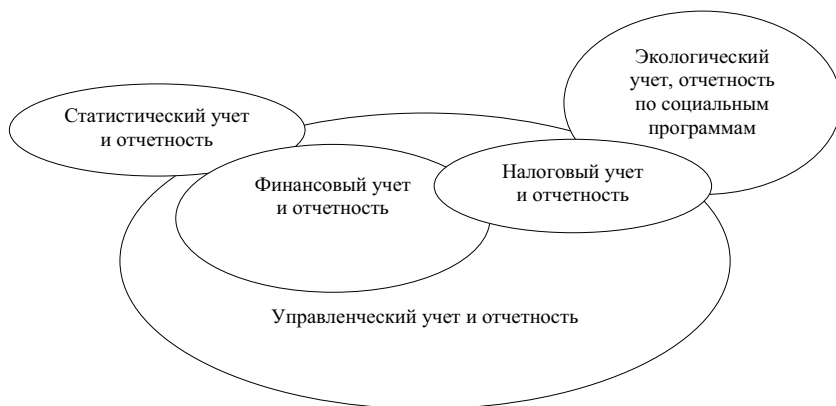 Экологический
учет, отчетность
по социальным
программам
Статистический учет
и отчетность
Финансовый учет
и отчетность
Налоговый учет
и отчетность
Управленческий учет и отчетность